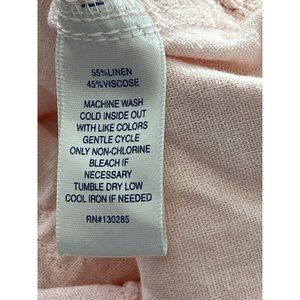 55%LINEN
45%VISCOSE
MACHINE WASH
COLD INSIDE OUT
WITH LIKE COLORS
GENTLE CYCLE
ONLY NON-CHLORINE
BLEACH IF
NECESSARY
TUMBLE DRY LOW
COOL IRON IF NEEDED
RN#130285